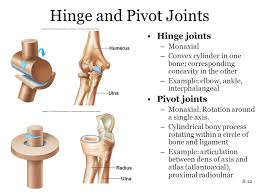 Hinge and Pivot Joints
Humerus
Ulna
Radius
Ulna
• Hinge joints
– Monaxial
– Convex cylinder in one
bone; corresponding
concavity in the other
– Example: elbow, ankle,
interphalangeal
• Pivot joints
– Monaxial. Rotation around
a single axis.
– Cylindrical bony process
rotating within a circle of
bone and ligament
– Example: articulation
between dens of axis and
atlas (atlantoaxial),
proximal radioulnar
8-22